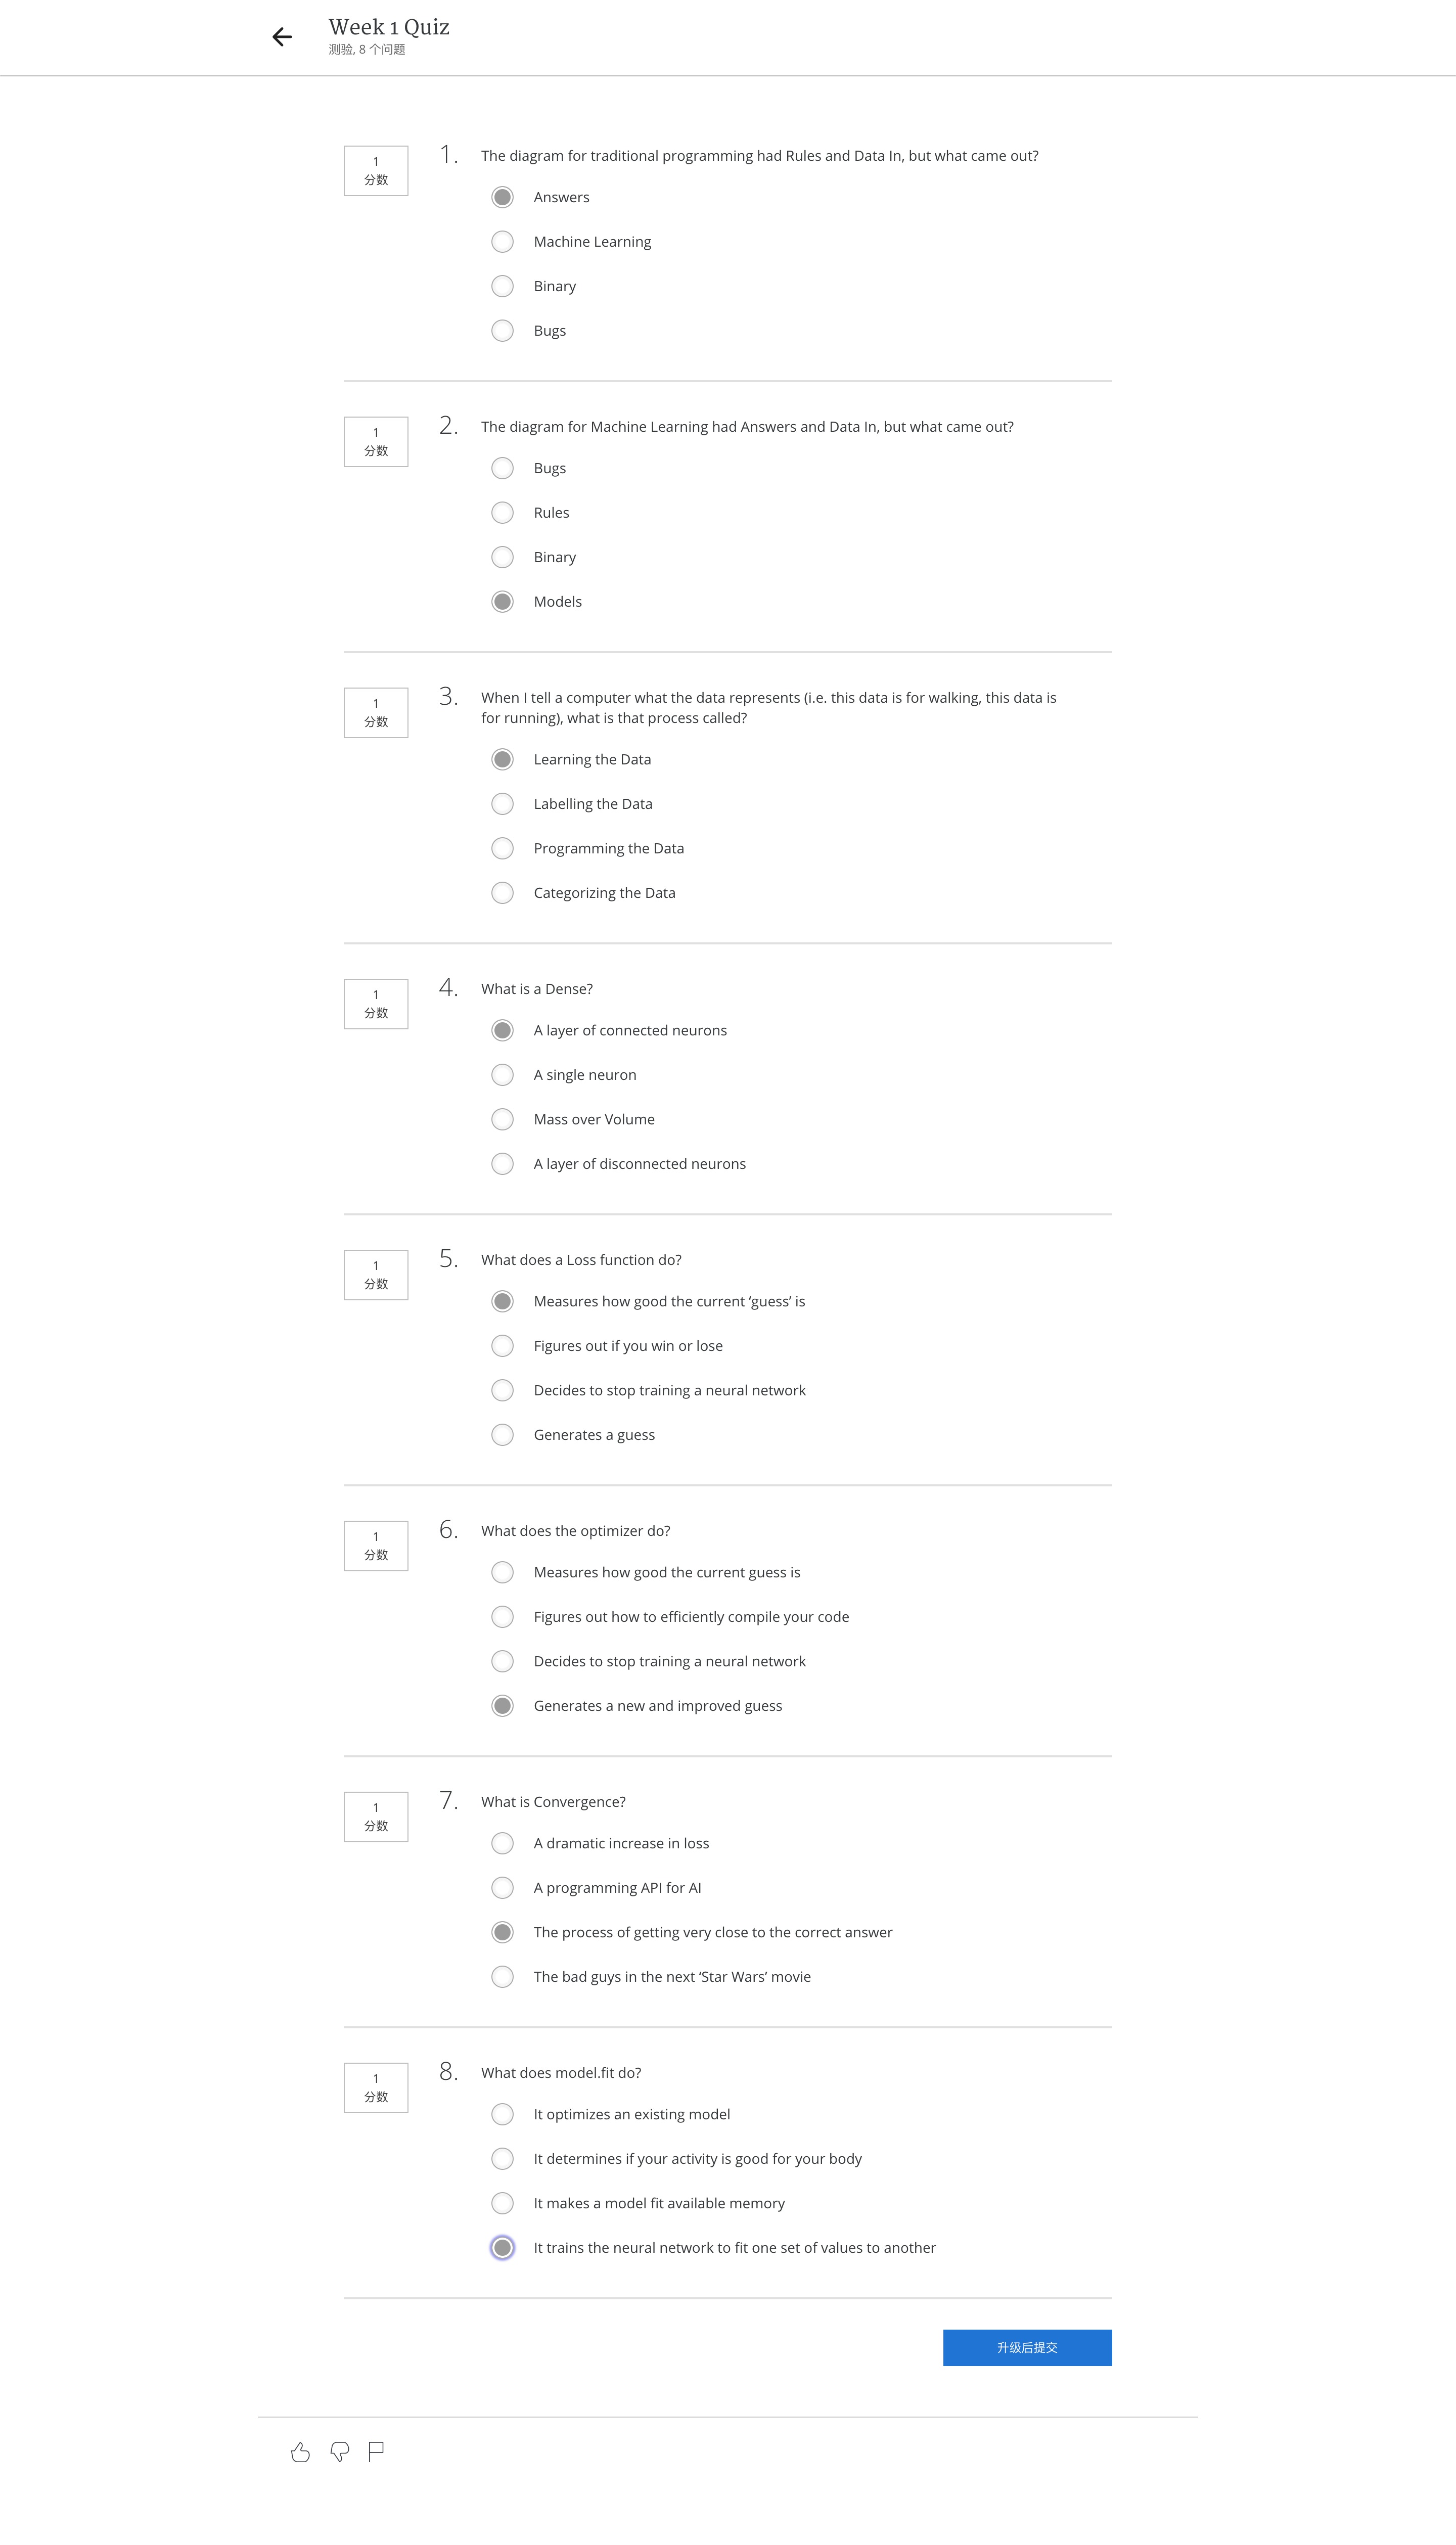 Week 1 Quiz
测验, 8 个问题
1
分数
1.
The diagram for traditional programming had Rules and Data In, but what came out?
Answers
Machine Learning
Binary
Bugs
1
分数
2.
The diagram for Machine Learning had Answers and Data In, but what came out?
Bugs
Rules
Binary
Models
1
分数
3.
When I tell a computer what the data represents (i.e. this data is for walking, this data is
for running), what is that process called?
Learning the Data
Labelling the Data
Programming the Data
Categorizing the Data
1
分数
4.
What is a Dense?
A layer of connected neurons
A single neuron
Mass over Volume
A layer of disconnected neurons
1
分数
5.
What does a Loss function do?
Measures how good the current ‘guess’ is
Figures out if you win or lose
Decides to stop training a neural network
Generates a guess
1
分数
6.
What does the optimizer do?
Measures how good the current guess is
Figures out how to efficiently compile your code
Decides to stop training a neural network
Generates a new and improved guess
1
分数
7.
What is Convergence?
A dramatic increase in loss
A programming API for AI
The process of getting very close to the correct answer
The bad guys in the next ‘Star Wars’ movie
1
分数
8.
What does model.fit do?
It optimizes an existing model
It determines if your activity is good for your body
It makes a model fit available memory
It trains the neural network to fit one set of values to another
升级后提交